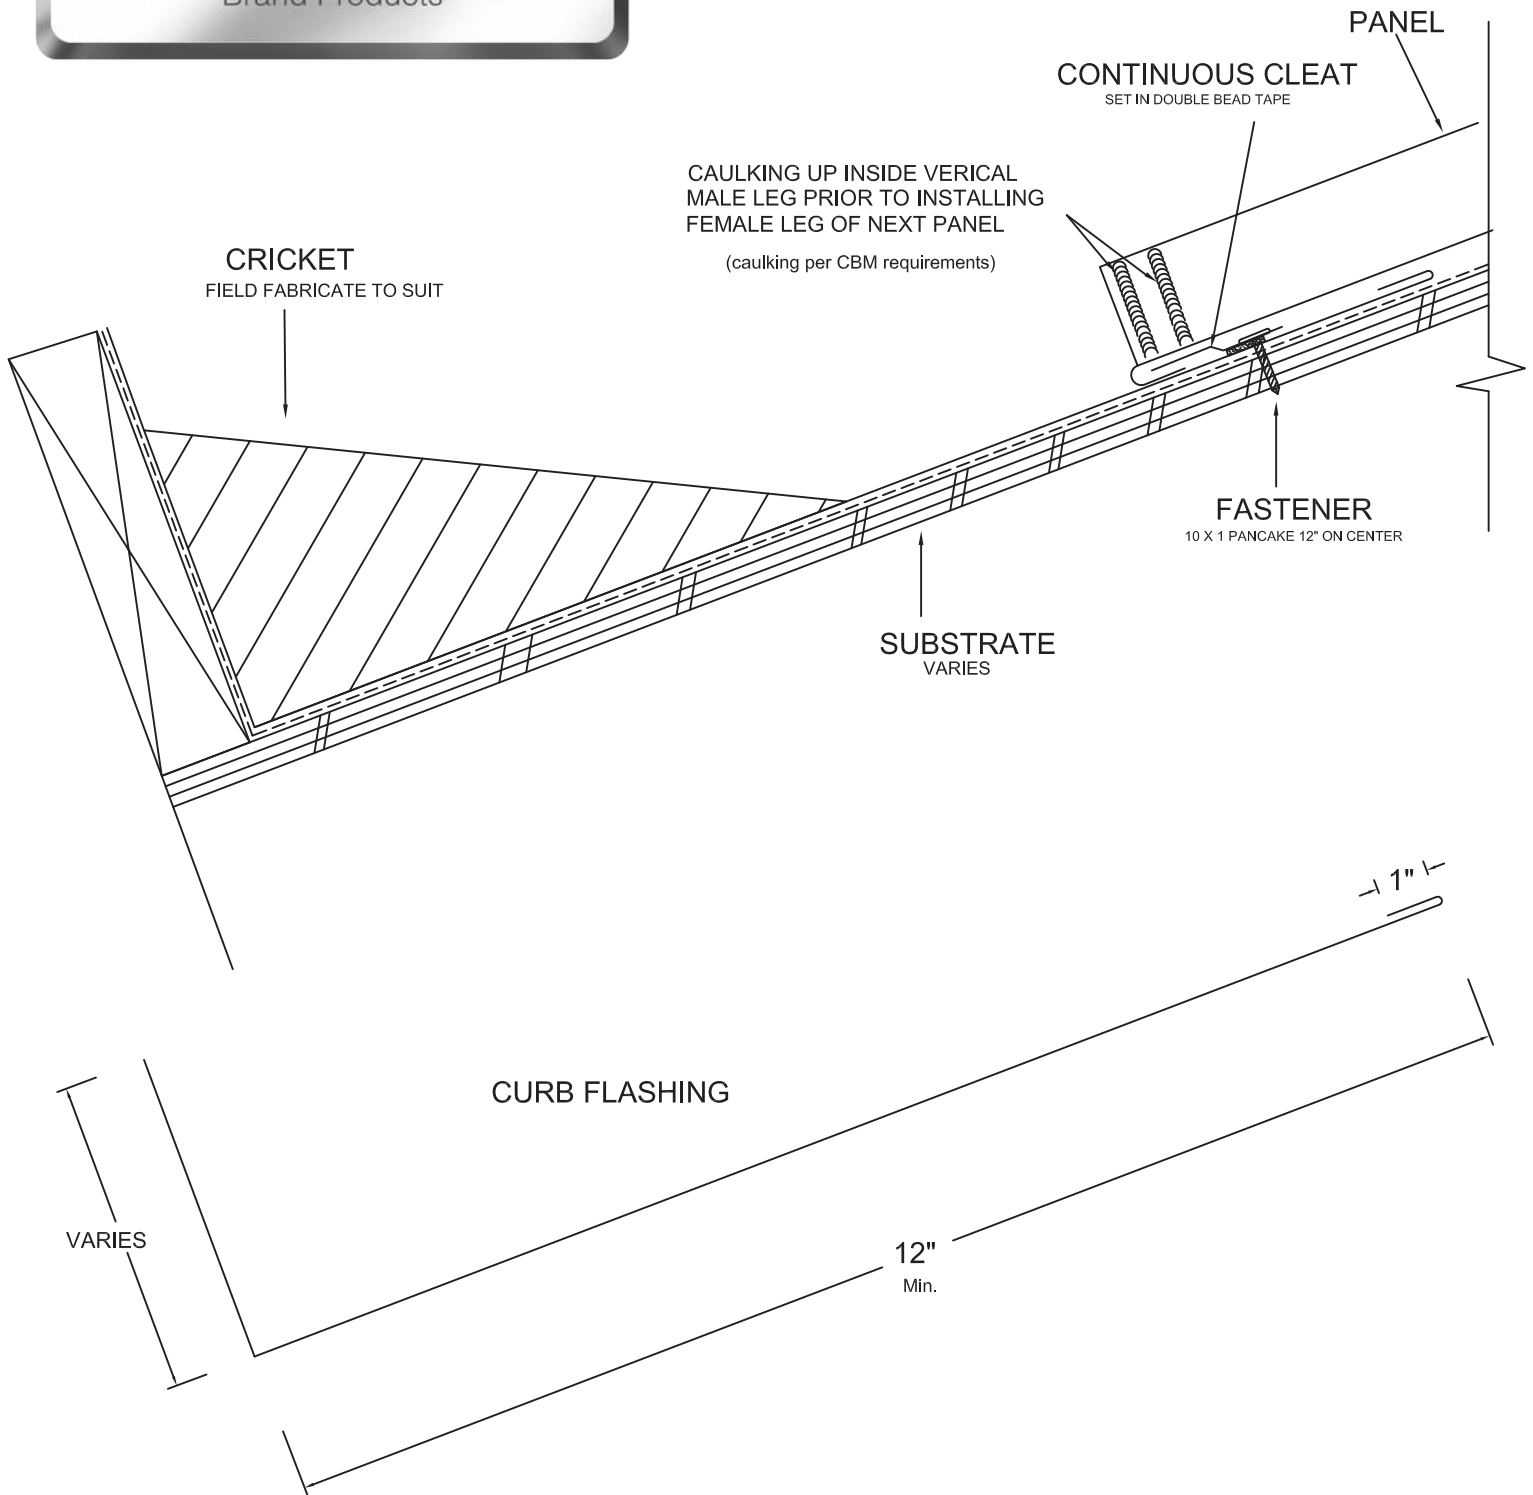 Brand Products
PANEL
CONTINUOUS CLEAT
SET IN DOUBLE BEAD TAPE
CAULKING UP INSIDE VERICAL
MALE LEG PRIOR TO INSTALLING
FEMALE LEG OF NEXT PANEL
(caulking per CBM requirements)
CRICKET
FIELD FABRICATE TO SUIT
FASTENER
10 X 1 PANCAKE 12" ON CENTER
SUBSTRATE
VARIES
1"
CURB FLASHING
VARIES
12"
Min.